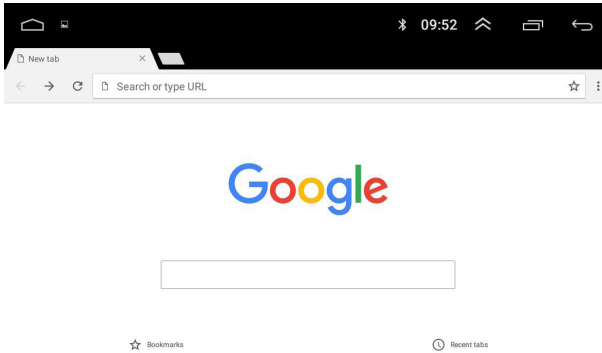 09:52
New tab
Search or type URL
Google
Bookmarks
Recent tabs